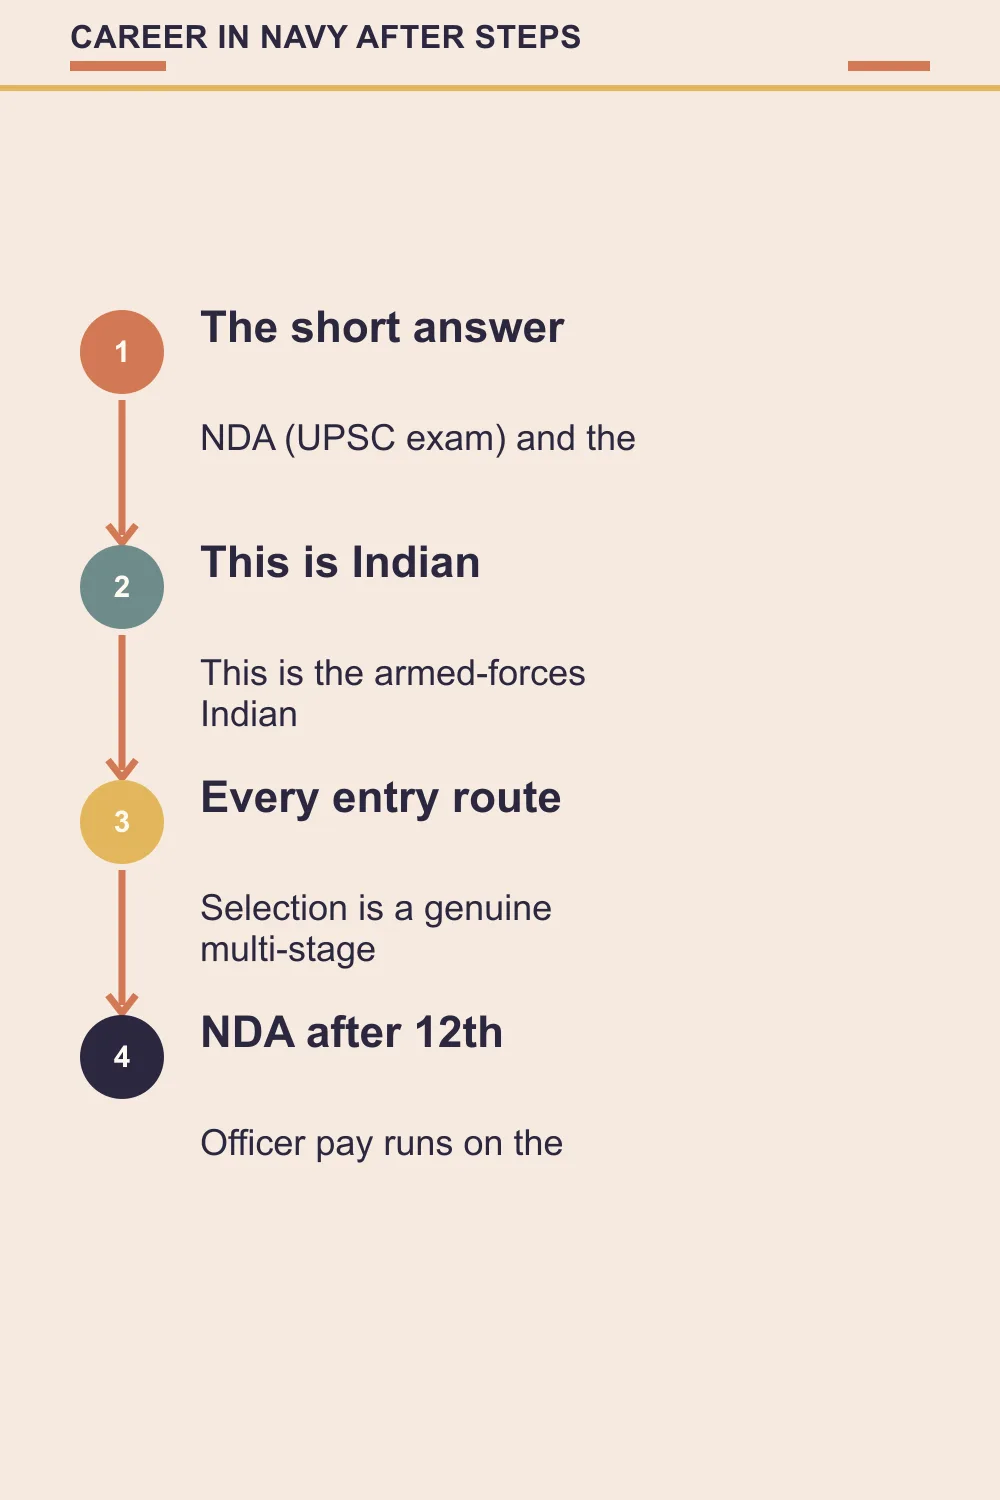 CAREER IN NAVY AFTER STEPS
1
The short answer
NDA (UPSC exam) and the
2
This is Indian
This is the armed-forces
Indian
3
Every entry route
Selection is a genuine
multi-stage
4
NDA after 12th
Officer pay runs on the